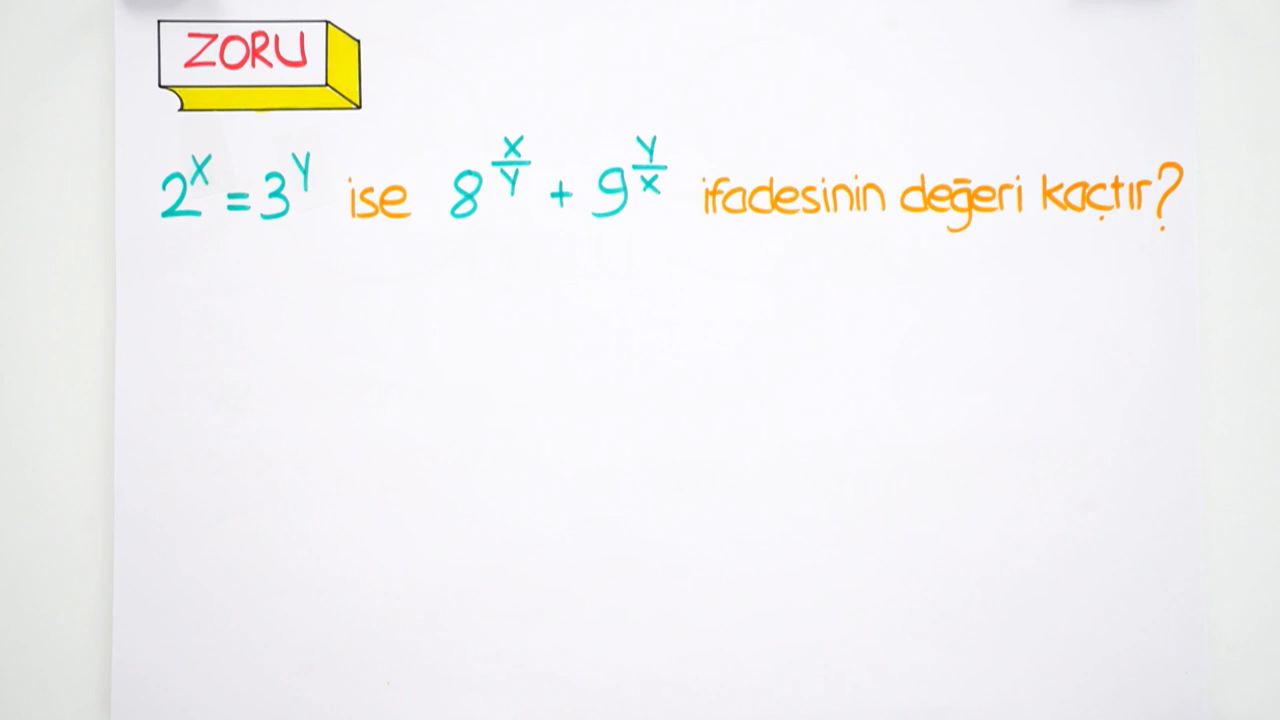 ZORU
2^x = 3^y ise 8^(x/y) + 9^(y/x) ifadesinin değeri kaçtır?